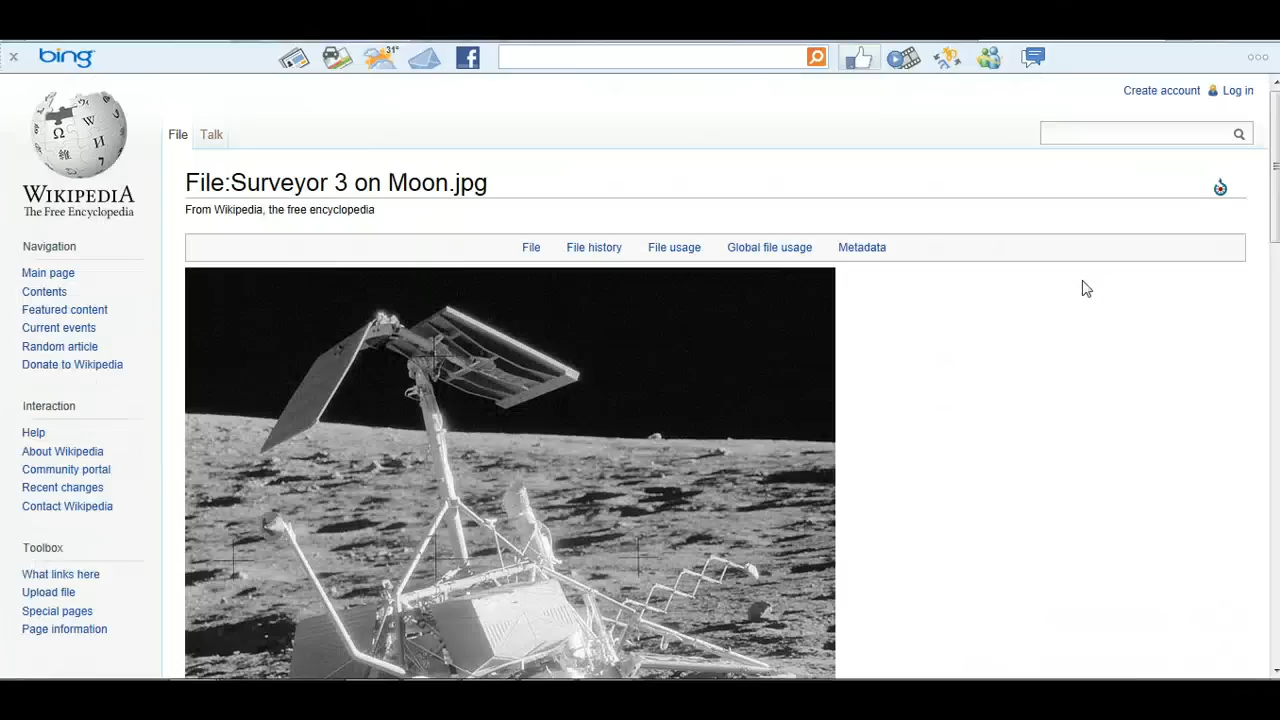 bing
31°
Create account Log in
File Talk
WIKIPEDIA
The Free Encyclopedia
File:Surveyor 3 on Moon.jpg
From Wikipedia, the free encyclopedia
File File history File usage Global file usage Metadata
Navigation
Main page
Contents
Featured content
Current events
Random article
Donate to Wikipedia
Interaction
Help
About Wikipedia
Community portal
Recent changes
Contact Wikipedia
Toolbox
What links here
Upload file
Special pages
Page information